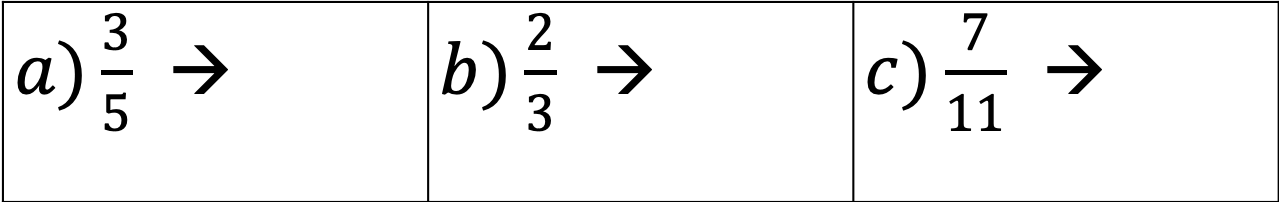 a) 3/5 →
b) 2/3 →
c) 7/11 →